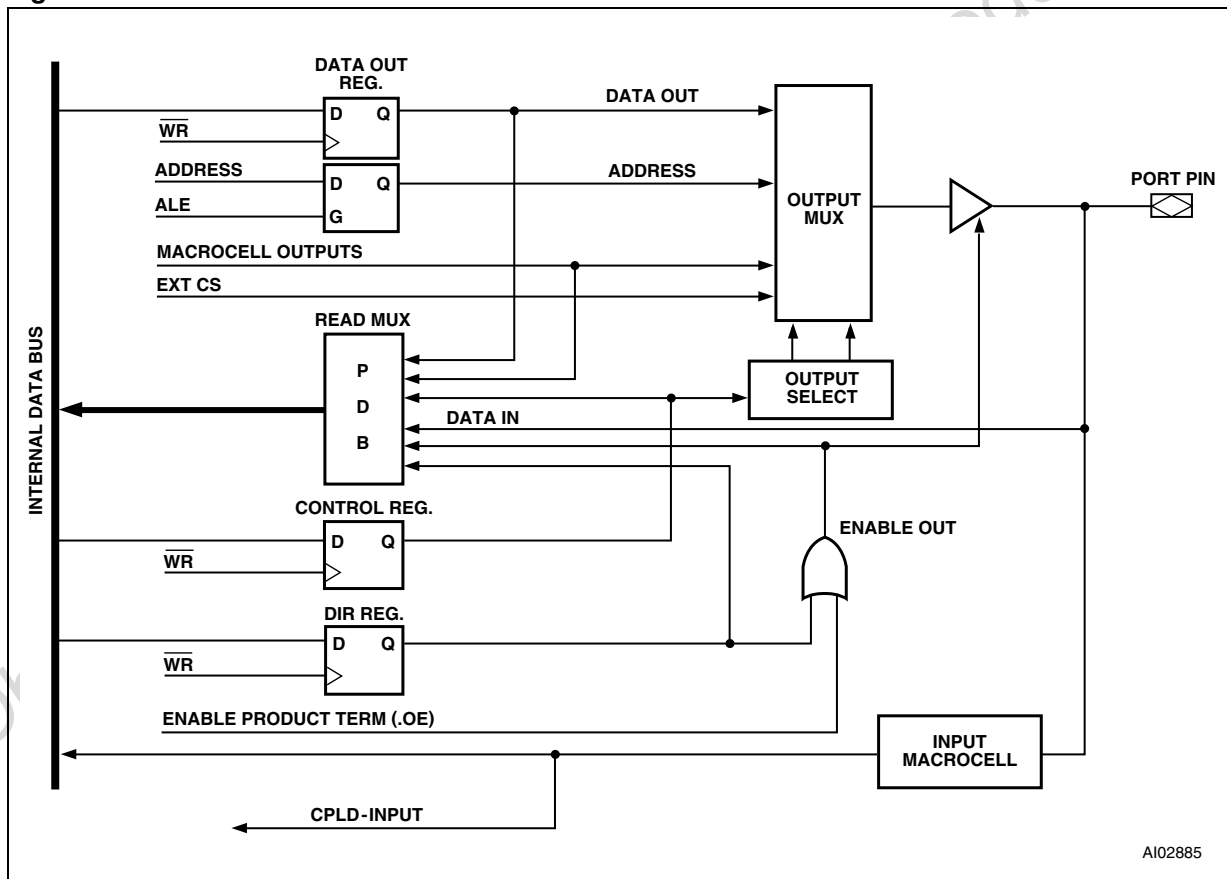 DATA OUT
REG.
D Q
DATA OUT
WR
ADDRESS
D Q
ADDRESS
ALE
G
OUTPUT
MUX
PORT PIN
MACROCELL OUTPUTS
EXT CS
READ MUX
P
D
B
OUTPUT
SELECT
DATA IN
INTERNAL DATA BUS
CONTROL REG.
D Q
WR
ENABLE OUT
DIR REG.
D Q
WR
ENABLE PRODUCT TERM (.OE)
INPUT
MACROCELL
CPLD-INPUT
AI02885